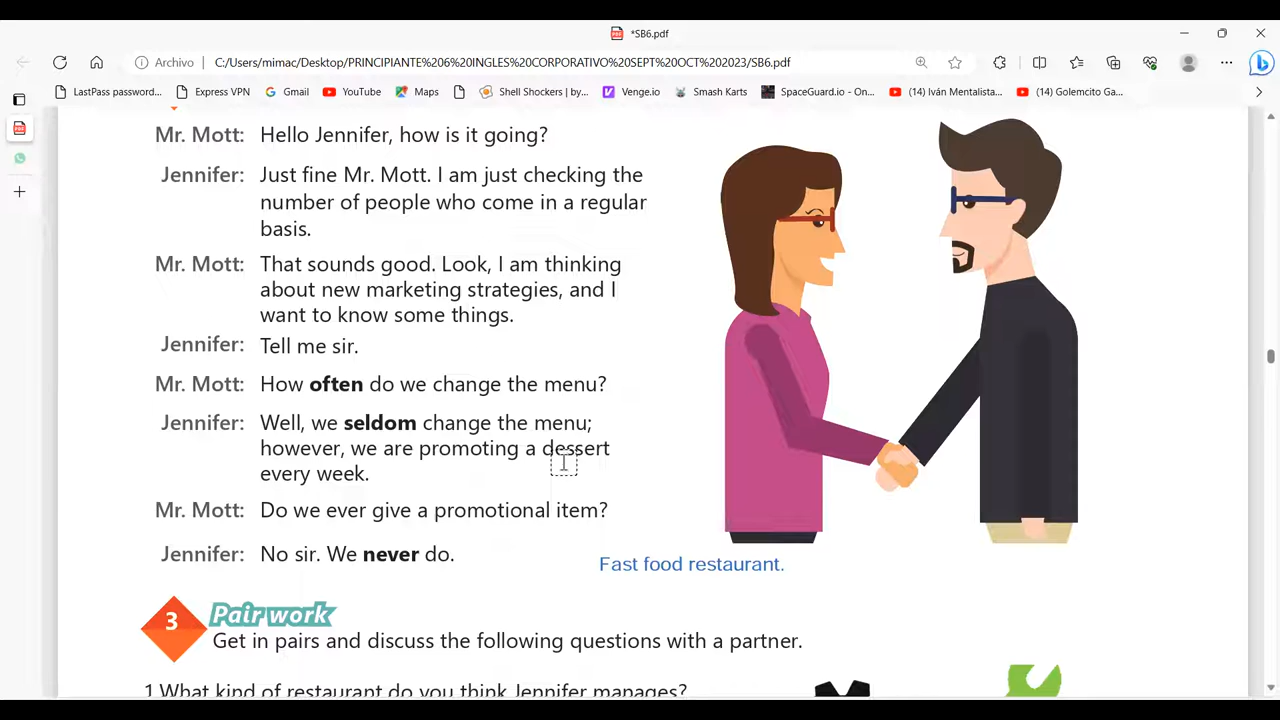 *SB6.pdf
Archivo C:/Users/mimac/Desktop/PRINCIPIANTE%206%20INGLES%20CORPORATIVO%20SEPT%20OCT%202023/SB6.pdf
LastPass password... Express VPN Gmail YouTube Maps Shell Shockers | by... Venge.io Smash Karts SpaceGuard.io - On... (14) Iván Mentalista... (14) Golemcito Ga...
Mr. Mott: Hello Jennifer, how is it going?
Jennifer: Just fine Mr. Mott. I am just checking the
number of people who come in a regular
basis.
Mr. Mott: That sounds good. Look, I am thinking
about new marketing strategies, and I
want to know some things.
Jennifer: Tell me sir.
Mr. Mott: How often do we change the menu?
Jennifer: Well, we seldom change the menu;
however, we are promoting a dessert
every week.
Mr. Mott: Do we ever give a promotional item?
Jennifer: No sir. We never do.
Fast food restaurant.
3 Pair work
Get in pairs and discuss the following questions with a partner.
1 What kind of restaurant do you think Jennifer manages?